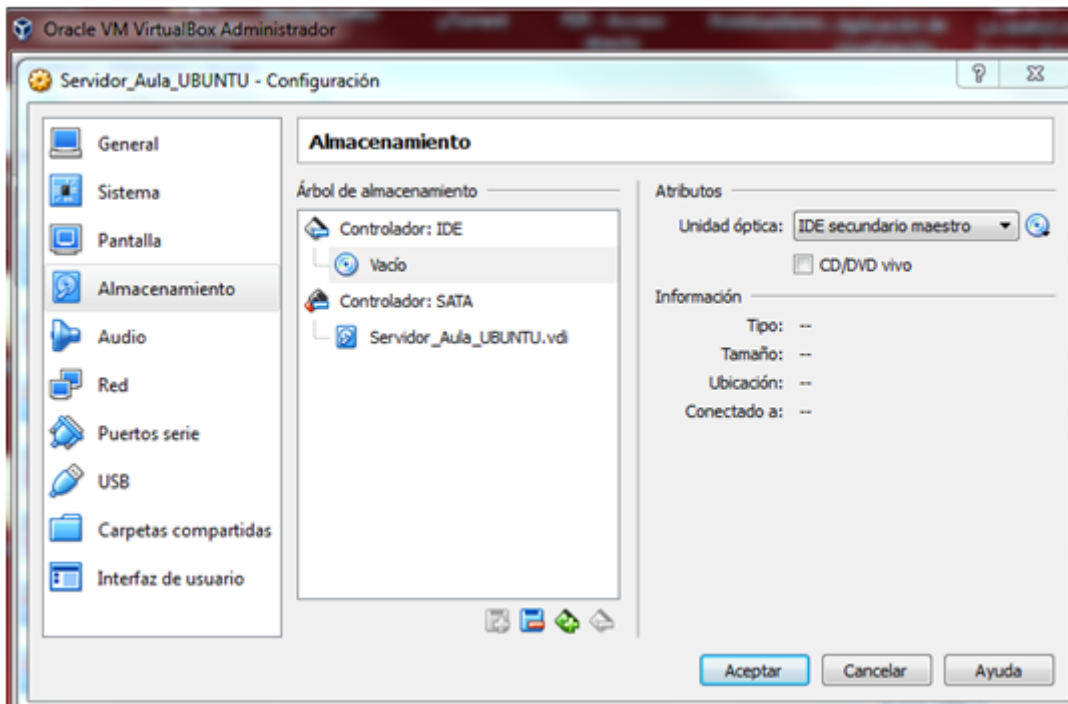 Oracle VM VirtualBox Administrador
Servidor_Aula_UBUNTU - Configuración
General
Sistema
Pantalla
Almacenamiento
Audio
Red
Puertos serie
USB
Carpetas compartidas
Interfaz de usuario
Almacenamiento
Árbol de almacenamiento
Controlador: IDE
Vacío
Controlador: SATA
Servidor_Aula_UBUNTU.vdi
Atributos
Unidad óptica: IDE secundario maestro
CD/DVD vivo
Información
Tipo: --
Tamaño: --
Ubicación: --
Conectado a: --
Aceptar Cancelar Ayuda